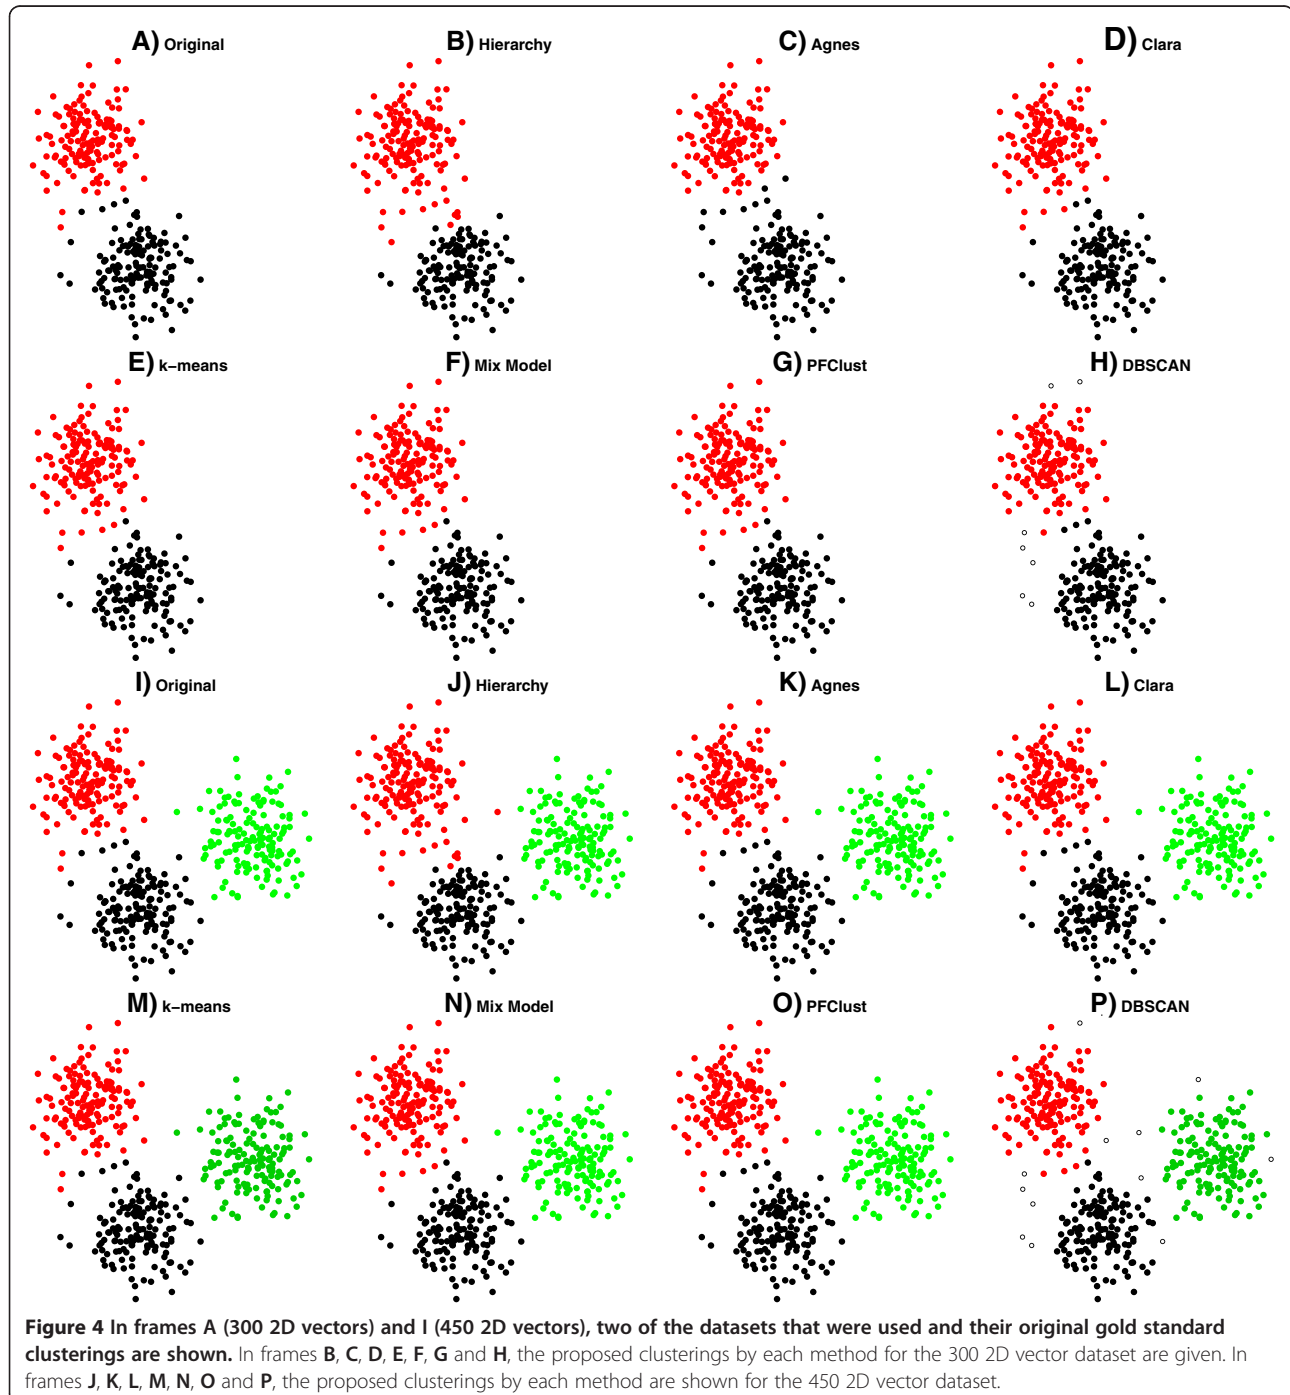 A) Original
B) Hierarchy
C) Agnes
D) Clara
E) k−means
F) Mix Model
G) PFClust
H) DBSCAN
I) Original
J) Hierarchy
K) Agnes
L) Clara
M) k−means
N) Mix Model
O) PFClust
P) DBSCAN
Figure 4 In frames A (300 2D vectors) and I (450 2D vectors), two of the datasets that were used and their original gold standard
clusterings are shown. In frames B, C, D, E, F, G and H, the proposed clusterings by each method for the 300 2D vector dataset are given. In
frames J, K, L, M, N, O and P, the proposed clusterings by each method are shown for the 450 2D vector dataset.